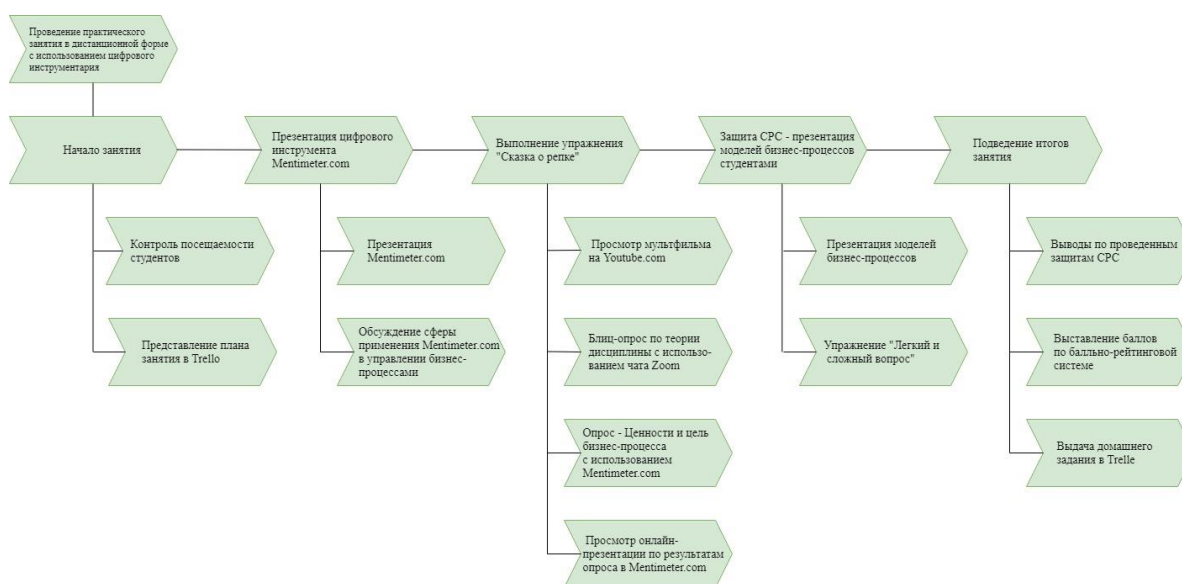 Проведение практического
занятия в дистанционной форме
с использованием цифрового
инструментария
Начало занятия
Презентация цифрового
инструмента
Mentimeter.com
Выполнение упражнения
"Сказка о репке"
Защита СРС - презентация
моделей бизнес-процессов
студентами
Подведение итогов
занятия
Контроль посещаемости
студентов
Представление плана
занятия в Trello
Презентация
Mentimeter.com
Обсуждение сферы
применения Mentimeter.com
в управлении бизнес-
процессами
Просмотр мультфильма
на Youtube.com
Блиц-опрос по теории
дисциплины с использо-
ванием чата Zoom
Опрос - Ценности и цель
бизнес-процесса
с использованием
Mentimeter.com
Просмотр онлайн-
презентации по результатам
опроса в Mentimeter.com
Презентация моделей
бизнес-процессов
Упражнение "Легкий и
сложный вопрос"
Выводы по проведенным
защитам СРС
Выставление баллов
по балльно-рейтинговой
системе
Выдача домашнего
задания в Trelle